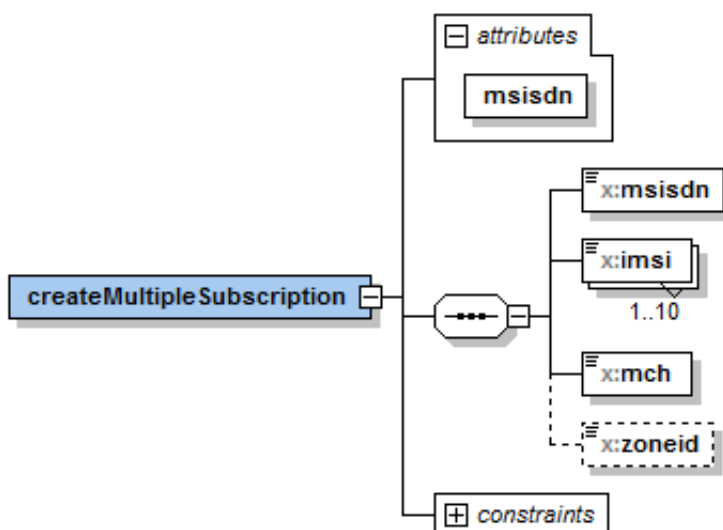 attributes
msisdn
x:msisdn
x:imsi
1..10
createMultipleSubscription
x:mch
x:zoneid
constraints